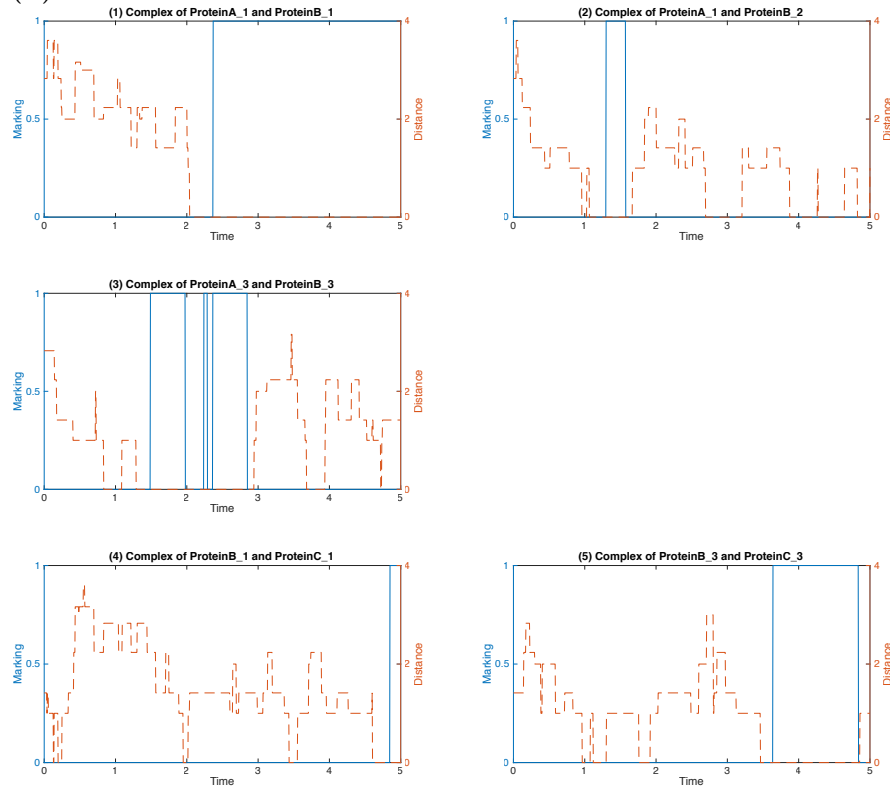 (1) Complex of ProteinA_1 and ProteinB_1
1
0.5
0
Marking
4
2
0
Distance
0 1 2 3 4 5
Time
(2) Complex of ProteinA_1 and ProteinB_2
1
0.5
0
Marking
4
2
0
Distance
0 1 2 3 4 5
Time
(3) Complex of ProteinA_3 and ProteinB_3
1
0.5
0
Marking
4
2
0
Distance
0 1 2 3 4 5
Time
(4) Complex of ProteinB_1 and ProteinC_1
1
0.5
0
Marking
4
2
0
Distance
0 1 2 3 4 5
Time
(5) Complex of ProteinB_3 and ProteinC_3
1
0.5
0
Marking
4
2
0
Distance
0 1 2 3 4 5
Time